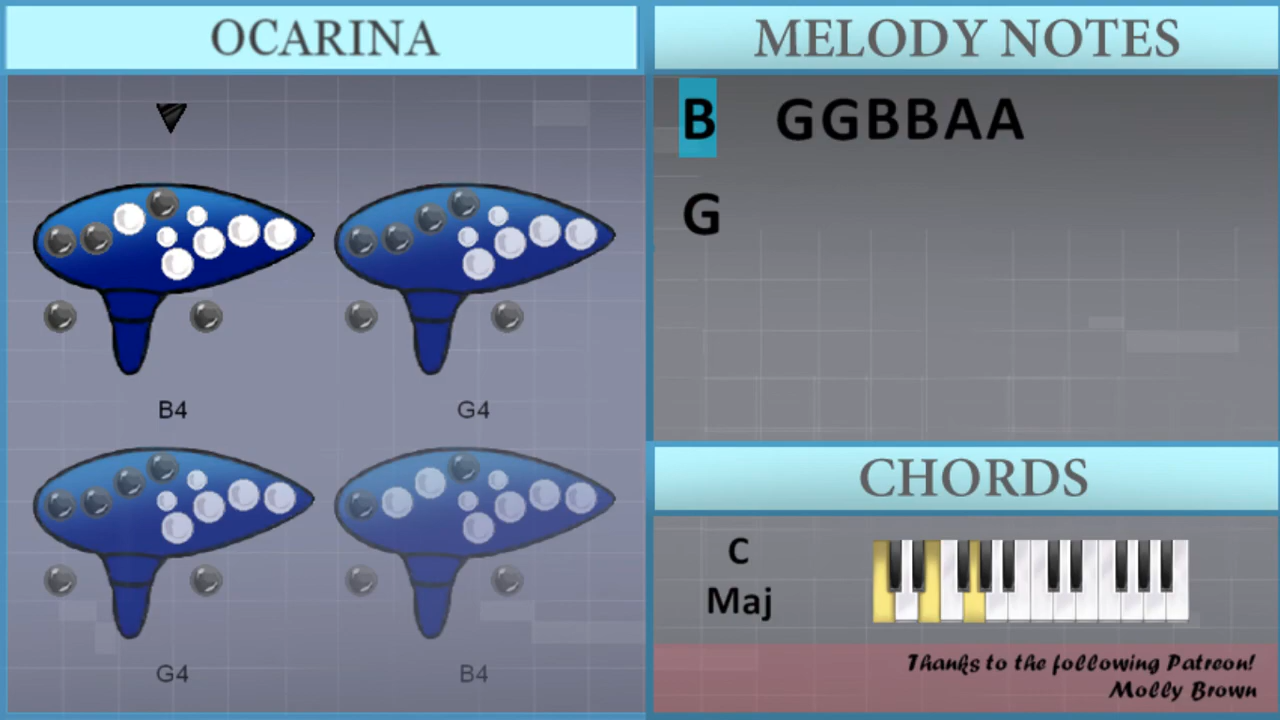 OCARINA
B4
G4
G4
B4
MELODY NOTES
B GGBBAA
G
CHORDS
C
Maj
Thanks to the following Patreon!
Molly Brown